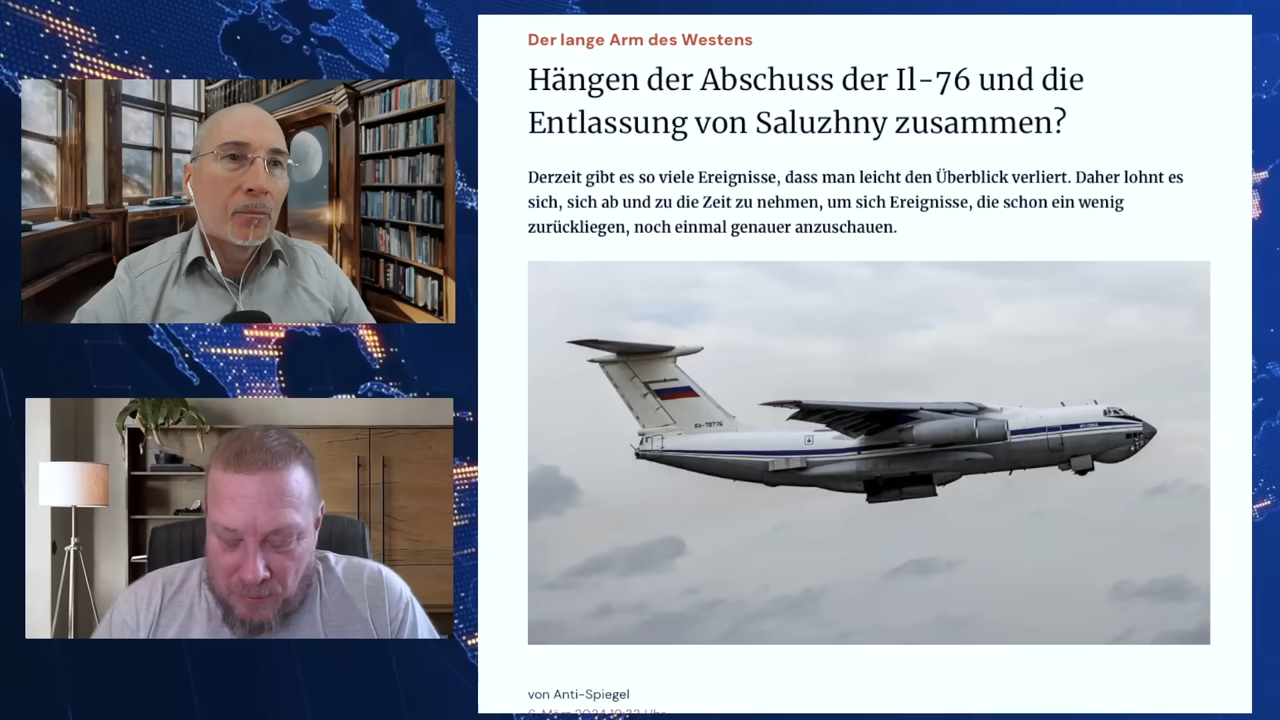 Der lange Arm des Westens
Hängen der Abschuss der Il-76 und die
Entlassung von Saluzhny zusammen?
Derzeit gibt es so viele Ereignisse, dass man leicht den Überblick verliert. Daher lohnt es
sich, sich ab und zu die Zeit zu nehmen, um sich Ereignisse, die schon ein wenig
zurückliegen, noch einmal genauer anzuschauen.
von Anti-Spiegel